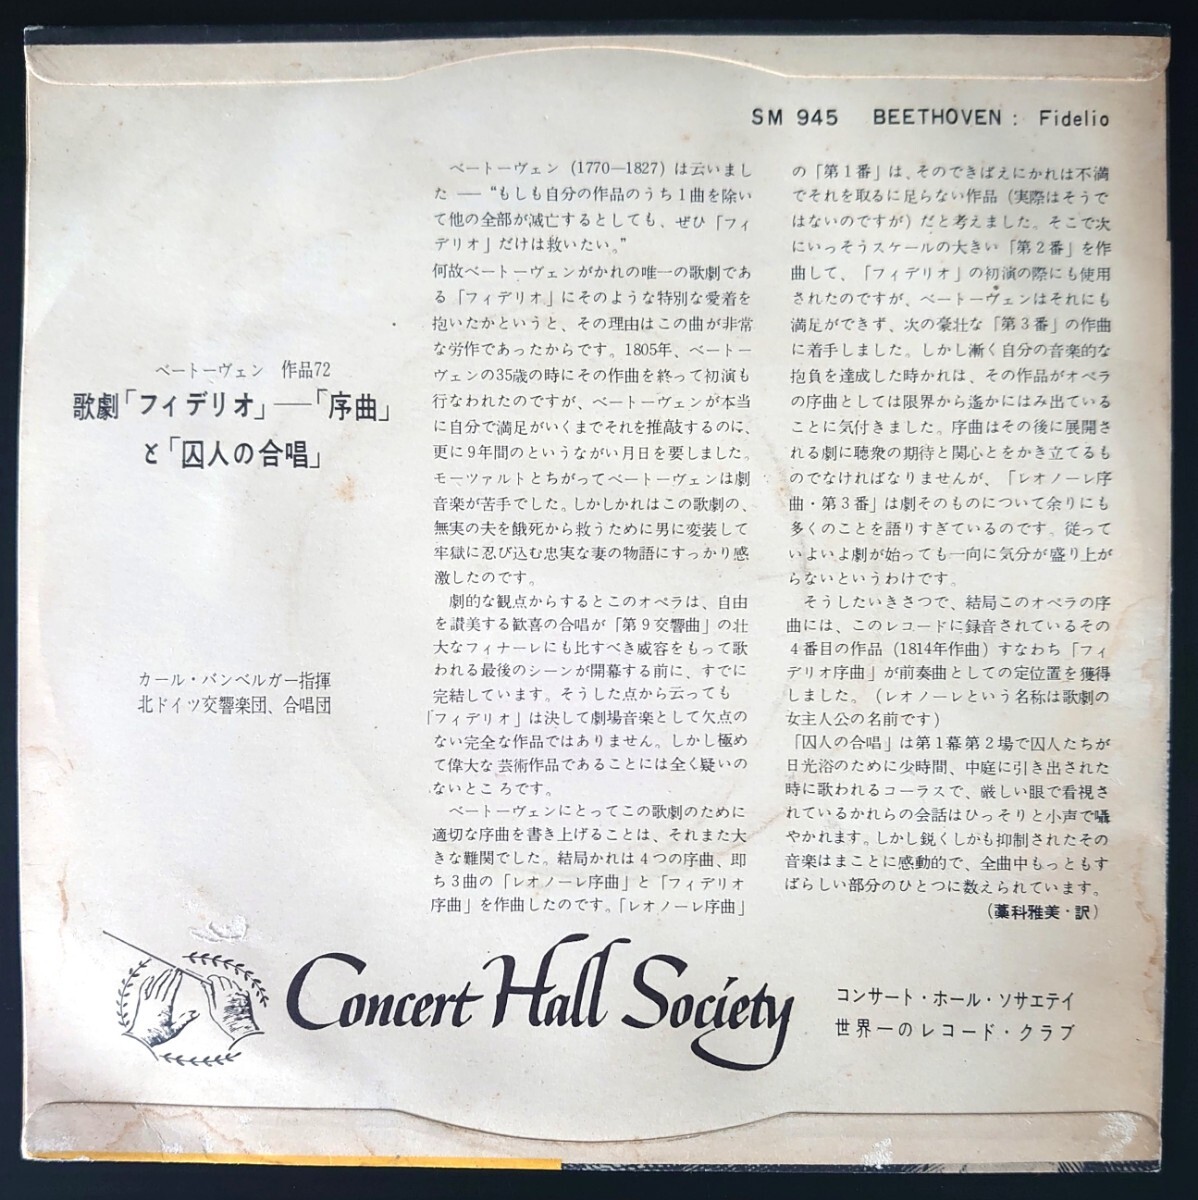 SM 945 BEETHOVEN : Fidelio
ベートーヴェン 作品72
歌劇「フィデリオ」―「序曲」
と「囚人の合唱」
カール・バンベルガー指揮
北ドイツ交響楽団、合唱団
ベートーヴェン (1770―1827) は云いまし
た ― “もしも自分の作品のうち1曲を除い
て他の全部が滅亡するとしても、ぜひ「フィ
デリオ」だけは救いたい。”
何故ベートーヴェンがかれの唯一の歌劇であ
る「フィデリオ」にそのような特別な愛着を
抱いたかというと、その理由はこの曲が非常
な労作であったからです。1805年、ベートー
ヴェンの35歳の時にその作曲を終って初演も
行なわれたのですが、ベートーヴェンが本当
に自分で満足がいくまでそれを推敲するのに、
更に9年間のというながい月日を要しました。
モーツァルトとちがってベートーヴェンは劇
音楽が苦手でした。しかしかれはこの歌劇の、
無実の夫を餓死から救うために男に変装して
牢獄に忍び込む忠実な妻の物語にすっかり感
激したのです。
劇的な観点からするとこのオペラは、自由
を讃美する歓喜の合唱が「第9交響曲」の壮
大なフィナーレにも比すべき威容をもって歌
われる最後のシーンが開幕する前に、すでに
完結しています。そうした点から云っても
「フィデリオ」は決して劇場音楽として欠点の
ない完全な作品ではありません。しかし極め
て偉大な芸術作品であることには全く疑いの
ないところです。
ベートーヴェンにとってこの歌劇のために
適切な序曲を書き上げることは、それまた大
きな難関でした。結局かれは4つの序曲、即
ち3曲の「レオノーレ序曲」と「フィデリオ
序曲」を作曲したのです。「レオノーレ序曲」
の「第1番」は、そのできばえにかれは不満
でそれを取るに足らない作品 (実際はそうで
はないのですが) だと考えました。そこで次
にいっそうスケールの大きい「第2番」を作
曲して、「フィデリオ」の初演の際にも使用
されたのですが、ベートーヴェンはそれにも
満足ができず、次の豪壮な「第3番」の作曲
に着手しました。しかし漸く自分の音楽的な
抱負を達成した時かれは、その作品がオペラ
の序曲としては限界から遙かにはみ出ている
ことに気付きました。序曲はその後に展開さ
れる劇に聴衆の期待と関心とをかき立てるも
のでなければなりませんが、「レオノーレ序
曲・第3番」は劇そのものについて余りにも
多くのことを語りすぎているのです。従って
いよいよ劇が始っても一向に気分が盛り上が
らないというわけです。
そうしたいきさつで、結局このオペラの序
曲には、このレコードに録音されているその
4番目の作品 (1814年作曲) すなわち「フィ
デリオ序曲」が前奏曲としての定位置を獲得
しました。(レオノーレという名称は歌劇の
女主人公の名前です)
「囚人の合唱」は第1幕第2場で囚人たちが
日光浴のために少時間、中庭に引き出された
時に歌われるコーラスで、厳しい眼で看視さ
れているかれらの会話はひっそりと小声で囁
やかれます。しかし鋭くしかも抑制されたその
音楽はまことに感動的で、全曲中もっともす
ばらしい部分のひとつに数えられています。
(藁科雅美・訳)
Concert Hall Society
コンサート・ホール・ソサエテイ
世界一のレコード・クラブ